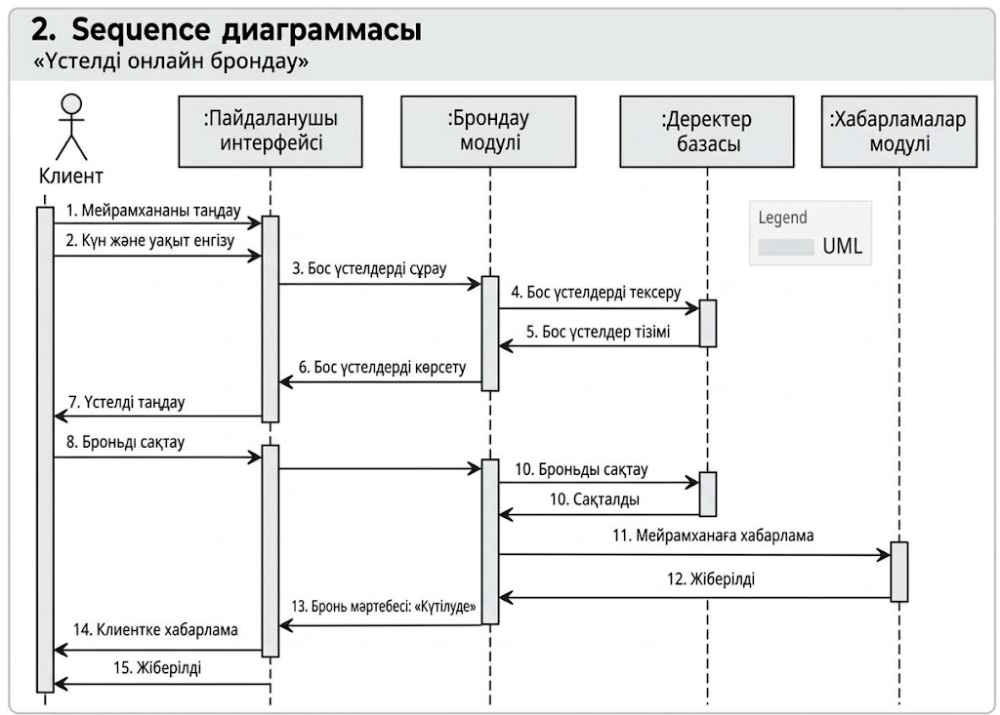 2. Sequence диаграммасы
«Үстелді онлайн брондау»
Клиент
:Пайдаланушы
интерфейсі
:Брондау
модулі
:Деректер
базасы
:Хабарламалар
модулі
Legend
UML
1. Мейрамхананы таңдау
2. Күн және уақыт енгізу
3. Бос үстелдерді сұрау
4. Бос үстелдерді тексеру
5. Бос үстелдер тізімі
6. Бос үстелдерді көрсету
7. Үстелді таңдау
8. Броньді сақтау
10. Броньды сақтау
10. Сақталды
11. Мейрамханаға хабарлама
12. Жіберілді
13. Бронь мәртебесі: «Күтілуде»
14. Клиентке хабарлама
15. Жіберілді